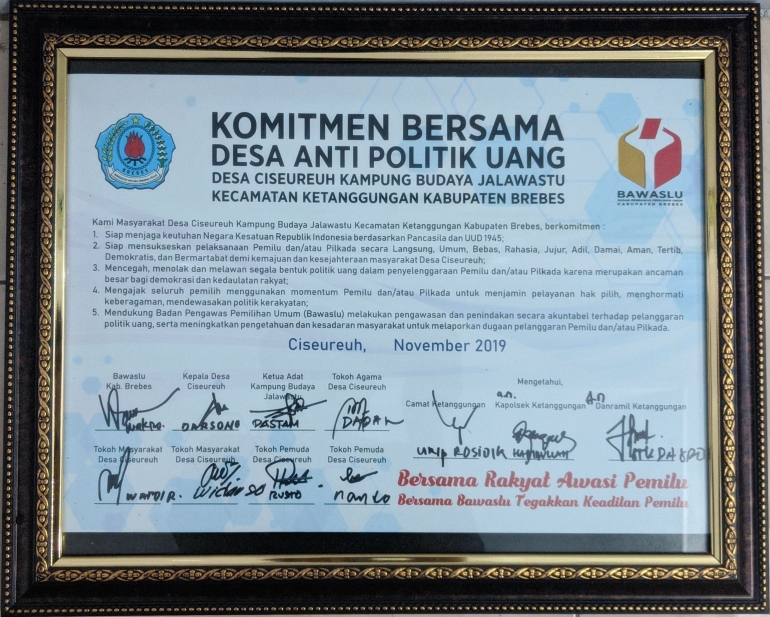 KOMITMEN BERSAMA
DESA ANTI POLITIK UANG
DESA CISEUREUH KAMPUNG BUDAYA JALAWASTU
KECAMATAN KETANGGUNGAN KABUPATEN BREBES
BREBES
BAWASLU
KABUPATEN BREBES
Kami Masyarakat Desa Ciseureuh Kampung Budaya Jalawastu Kecamatan Ketanggungan Kabupaten Brebes, berkomitmen :
1. Siap menjaga keutuhan Negara Kesatuan Republik Indonesia berdasarkan Pancasila dan UUD 1945;
2. Siap mensukseskan pelaksanaan Pemilu dan/atau Pilkada secara Langsung, Umum, Bebas, Rahasia, Jujur, Adil, Damai, Aman, Tertib,
Demokratis, dan Bermartabat demi kemajuan dan kesejahteraan masyarakat Desa Ciseureuh;
3. Mencegah, menolak dan melawan segala bentuk politik uang dalam penyelenggaraan Pemilu dan/atau Pilkada karena merupakan ancaman
besar bagi demokrasi dan kedaulatan rakyat;
4. Mengajak seluruh pemilih menggunakan momentum Pemilu dan/atau Pilkada untuk menjamin pelayanan hak pilih, menghormati
keberagaman, mendewasakan politik kerakyatan;
5. Mendukung Badan Pengawas Pemilihan Umum (Bawaslu) melakukan pengawasan dan penindakan secara akuntabel terhadap pelanggaran
politik uang, serta meningkatkan pengetahuan dan kesadaran masyarakat untuk melaporkan dugaan pelanggaran Pemilu dan/atau Pilkada.
Ciseureuh, November 2019
Bawaslu Kab. Brebes
Kepala Desa Ciseureuh
Ketua Adat Kampung Budaya Jalawastu
Tokoh Agama Desa Ciseureuh
Mengetahui,
Camat Ketanggungan
a.n. Kapolsek Ketanggungan
An Danramil Ketanggungan
DARSONO
DASTAM
DADAN
Tokoh Masyarakat Desa Ciseureuh
Tokoh Masyarakat Desa Ciseureuh
Tokoh Pemuda Desa Ciseureuh
Tokoh Pemuda Desa Ciseureuh
RUSTO
Bersama Rakyat Awasi Pemilu
Bersama Bawaslu Tegakkan Keadilan Pemilu